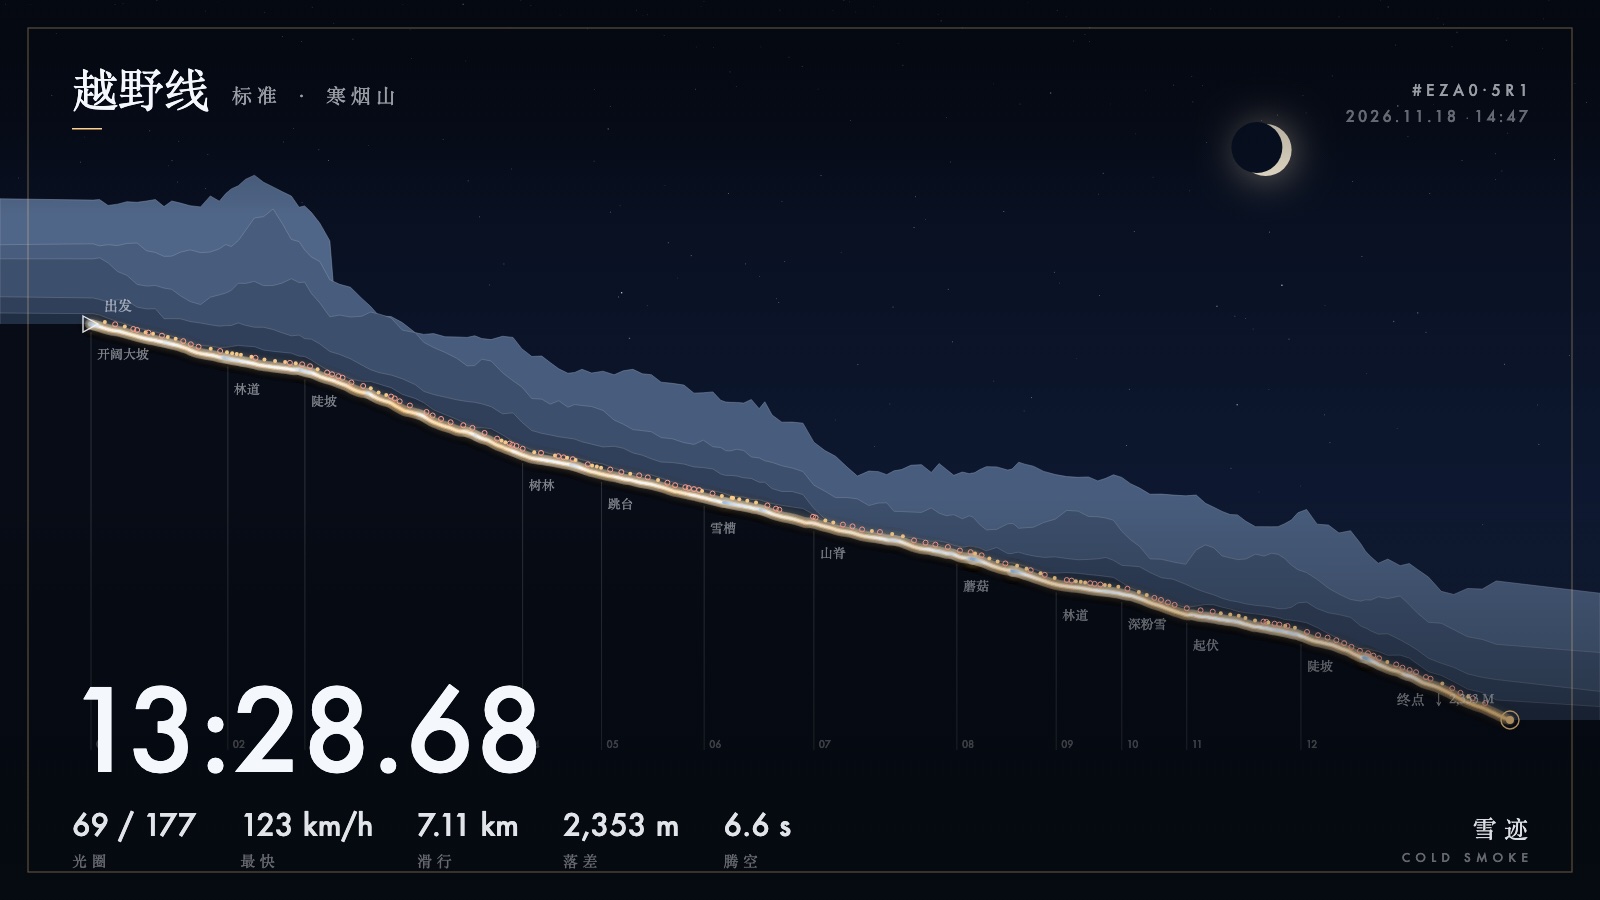 越野线 标准 · 寒烟山
#EZA0·5R1
2026.11.18 · 14:47
出发
开阔大坡
林道
陡坡
树林
跳台
雪槽
山脊
蘑菇
林道
深粉雪
起伏
陡坡
终点 ↓ 2,353 M
13:28.68
02
05
06
07
08
09
10
11
12
69 / 177
光圈
123 km/h
最快
7.11 km
滑行
2,353 m
落差
6.6 s
腾空
雪迹
COLD SMOKE